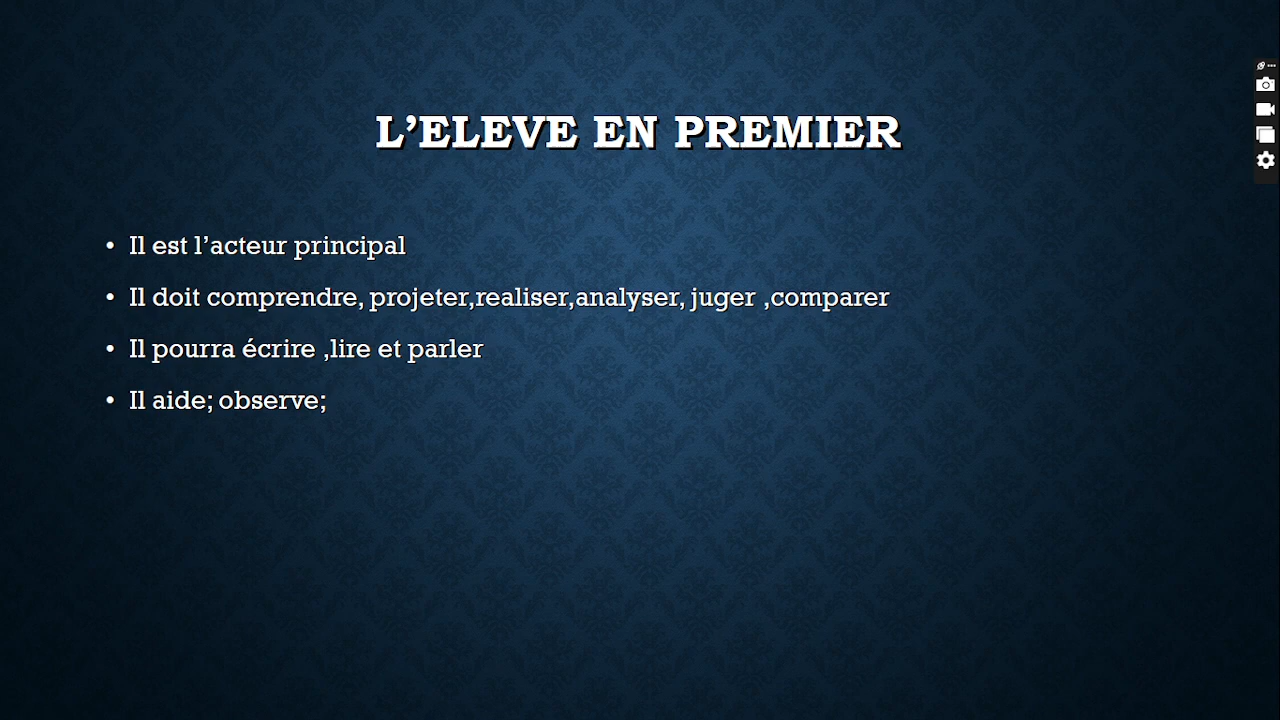 L’ELEVE EN PREMIER
• Il est l’acteur principal
• Il doit comprendre, projeter,realiser,analyser, juger ,comparer
• Il pourra écrire ,lire et parler
• Il aide; observe;